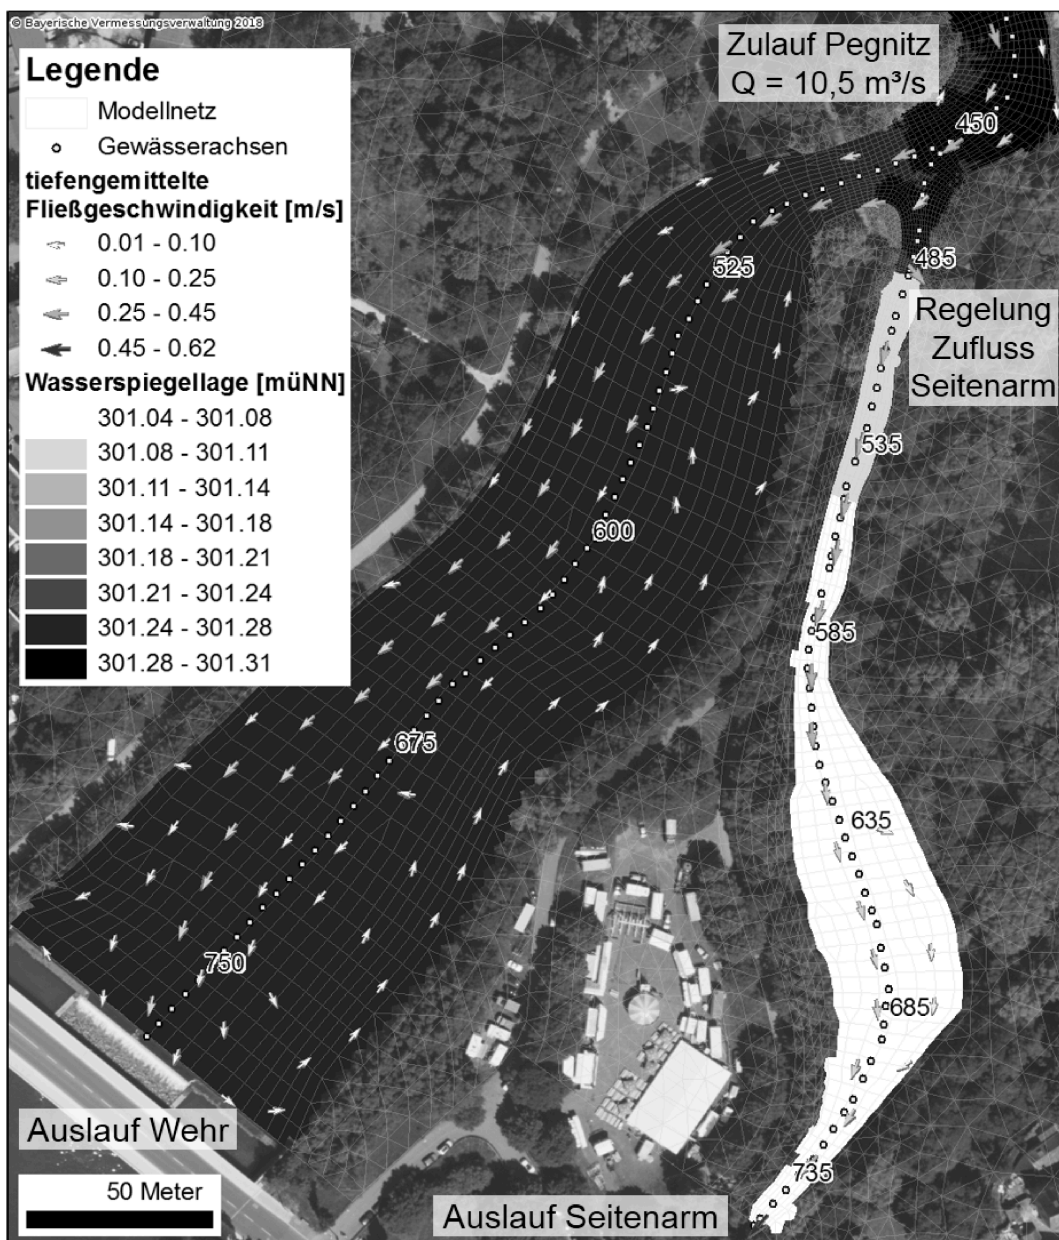 © Bayerische Vermessungsverwaltung 2018
Legende
Modellnetz
Gewässerachsen
tiefengemittelte
Fließgeschwindigkeit [m/s]
0.01 - 0.10
0.10 - 0.25
0.25 - 0.45
0.45 - 0.62
Wasserspiegellage [müNN]
301.04 - 301.08
301.08 - 301.11
301.11 - 301.14
301.14 - 301.18
301.18 - 301.21
301.21 - 301.24
301.24 - 301.28
301.28 - 301.31
Zulauf Pegnitz
Q = 10,5 m³/s
450
485
525
Regelung
Zufluss
Seitenarm
535
600
585
675
635
750
685
Auslauf Wehr
735
50 Meter
Auslauf Seitenarm